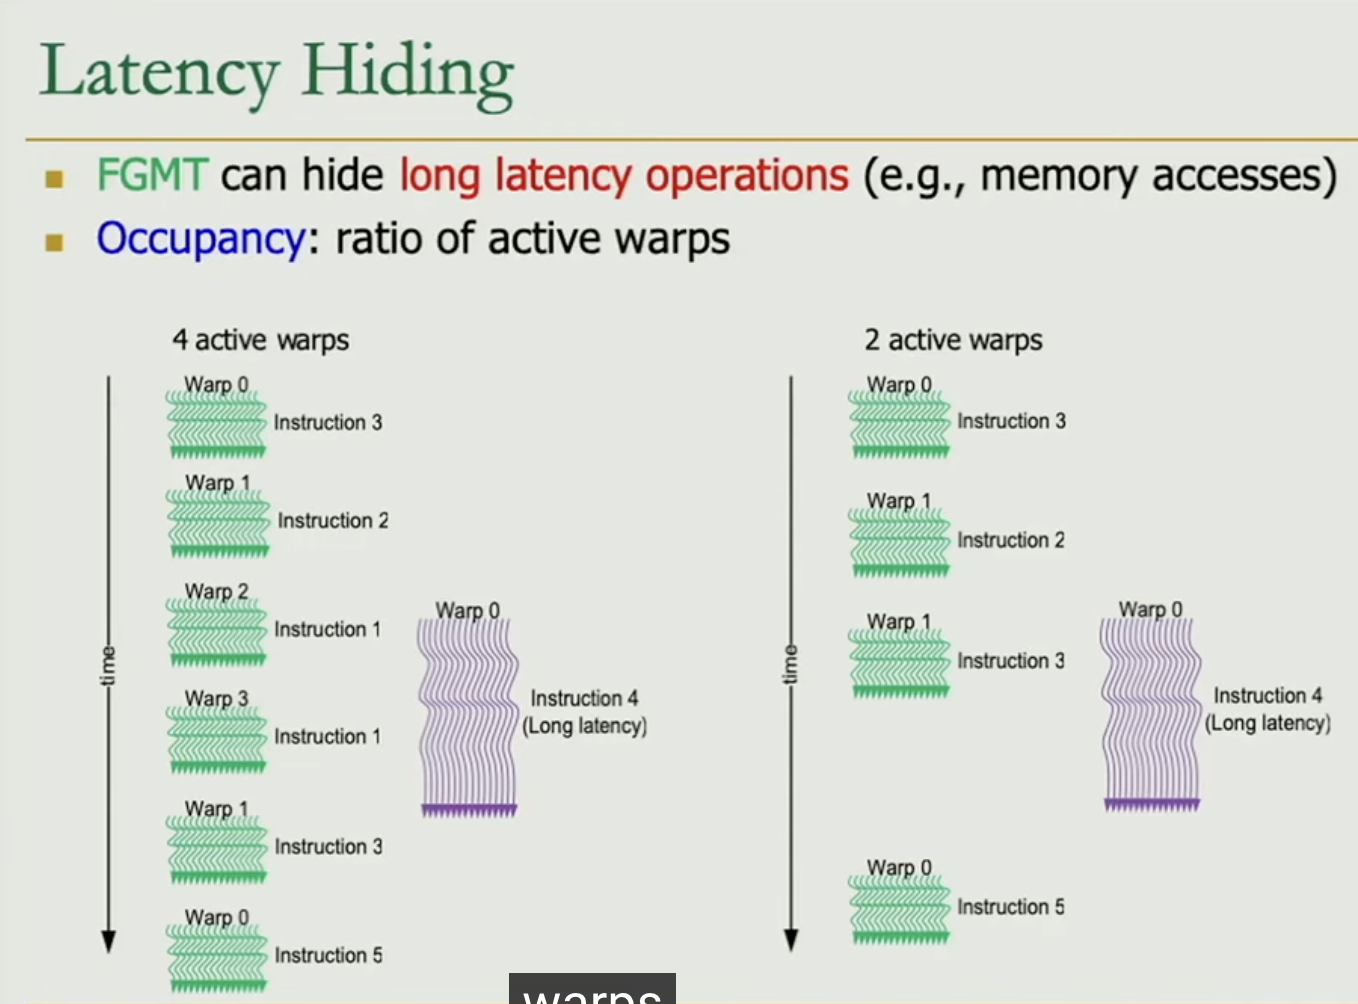 Latency Hiding
FGMT can hide long latency operations (e.g., memory accesses)
Occupancy: ratio of active warps
4 active warps
Warp 0
Instruction 3
Warp 1
Instruction 2
Warp 2
Instruction 1
Warp 3
Instruction 1
Warp 1
Instruction 3
Warp 0
Instruction 5
Warp 0
Instruction 4
(Long latency)
time
2 active warps
Warp 0
Instruction 3
Warp 1
Instruction 2
Warp 1
Instruction 3
Warp 0
Instruction 5
Warp 0
Instruction 4
(Long latency)
time
warps